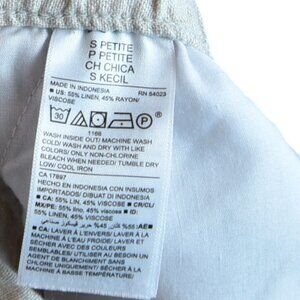 S PETITE
P PETITE
CH CHICA
S KECIL
MADE IN INDONESIA RN 54023
■ US: 55% LINEN, 45% RAYON/
VISCOSE
30 P
1166
WASH INSIDE OUT/ MACHINE WASH
COLD/ WASH AND DRY WITH LIKE
COLORS/ ONLY NON-CHLORINE
BLEACH WHEN NEEDED/ TUMBLE DRY
LOW/ COOL IRON
CA 17897
HECHO EN INDONESIA CON INSUMOS
IMPORTADOS/ DIBUAT DI INDONESIA
■ CA: 55% LIN, 45% VISCOSE ■ CR/CL/
MX/PE: 55% lino, 45% viscosa ■ ID:
55% LINEN, 45% VISCOSE
■ CA: LAVER À L'ENVERS/ LAVER À LA
MACHINE À L'EAU FROIDE/ LAVER ET
SÉCHER AVEC DES COULEURS
SEMBLABLES/ UTILISER AU BESOIN UN
AGENT DE BLANCHIMENT SANS
CHLORE SEULEMENT/ SÉCHER PAR
CULBUTAGE À BASSE TEMPÉRATURE/
À BASSE TEMPÉRATURE/